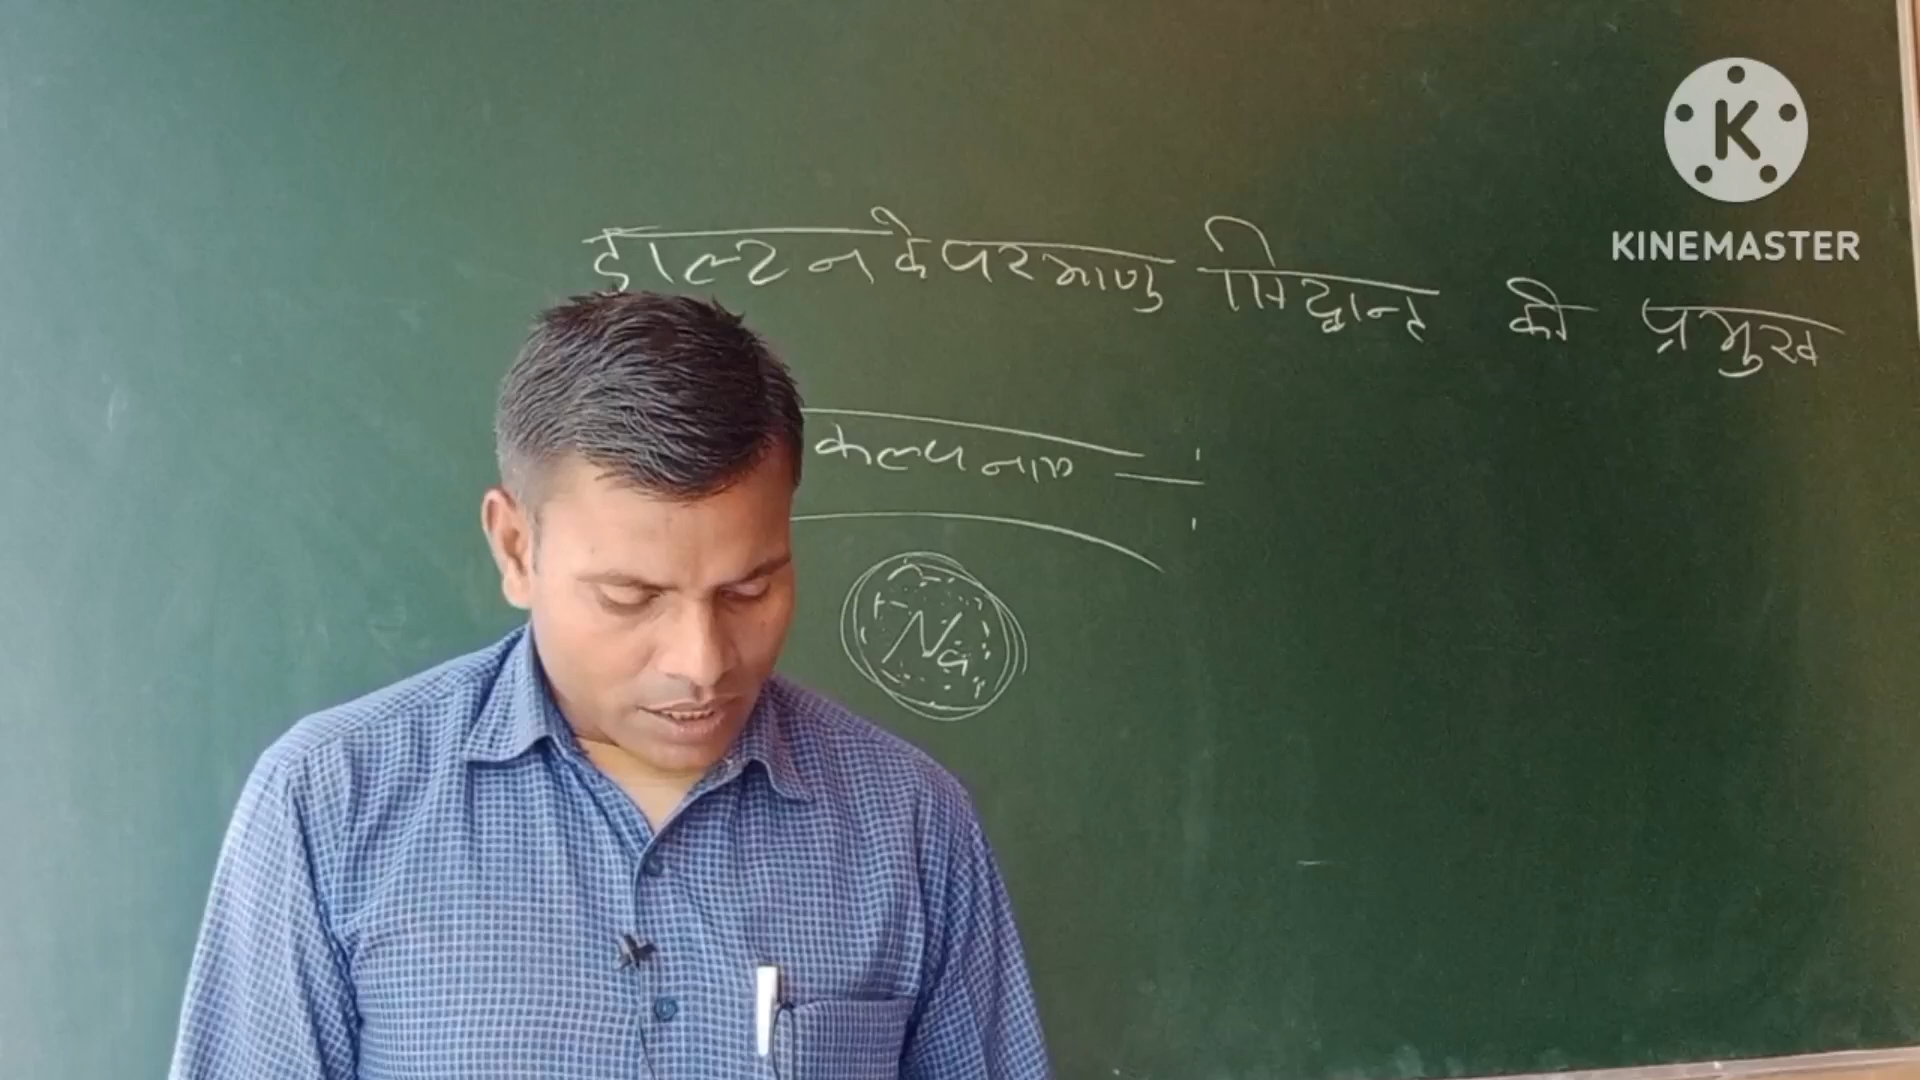 K
KINEMASTER
डाल्टन के परमाणु सिद्धान्त की प्रमुख
कल्पनाए :
Na